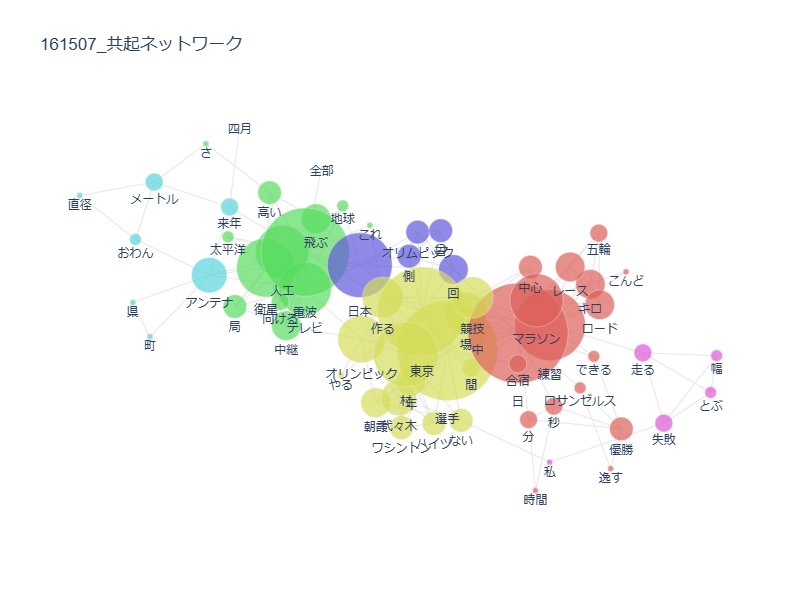 161507_共起ネットワーク
四月
さ
全部
直径
メートル
高い
地球
来年
これ
おわん
太平洋
飛ぶ
オリムピック
五輪
側
こんど
アンテナ
人工
中心
レース
回
県
衛星
電波
日本
キロ
向ける
局
テレビ
作る
競技
ロード
町
マラソン
場
中継
中
東京
オリンピック
合宿
練習
できる
走る
幅
やる
間
日
ロサンゼルス
とぶ
年
朝霞
代々木
選手
秒
ワシントン
ハイツ
ない
分
優勝
失敗
私
逸す
時間